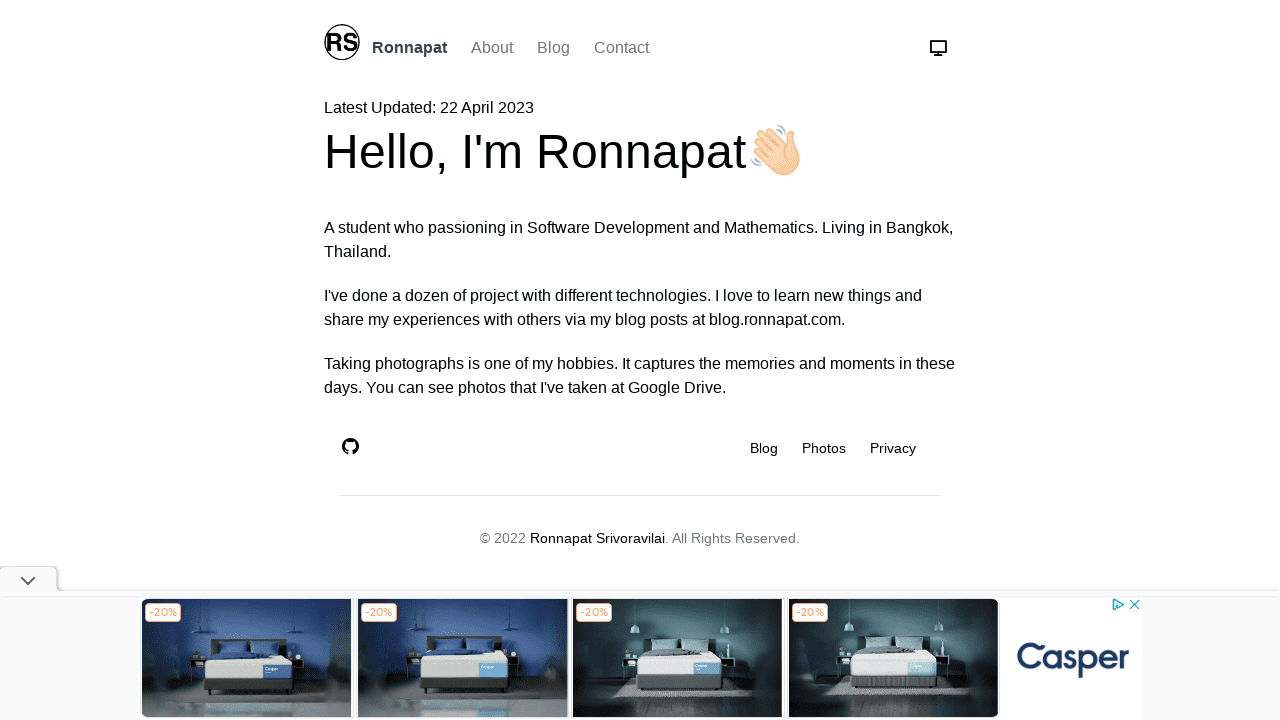 RS
Ronnapat About Blog Contact
Latest Updated: 22 April 2023
Hello, I'm Ronnapat👋🏻
A student who passioning in Software Development and Mathematics. Living in Bangkok,
Thailand.
I've done a dozen of project with different technologies. I love to learn new things and
share my experiences with others via my blog posts at blog.ronnapat.com.
Taking photographs is one of my hobbies. It captures the memories and moments in these
days. You can see photos that I've taken at Google Drive.
Blog Photos Privacy
© 2022 Ronnapat Srivoravilai. All Rights Reserved.
-20% -20% -20% -20%
Casper Casper Casper Casper
Casper